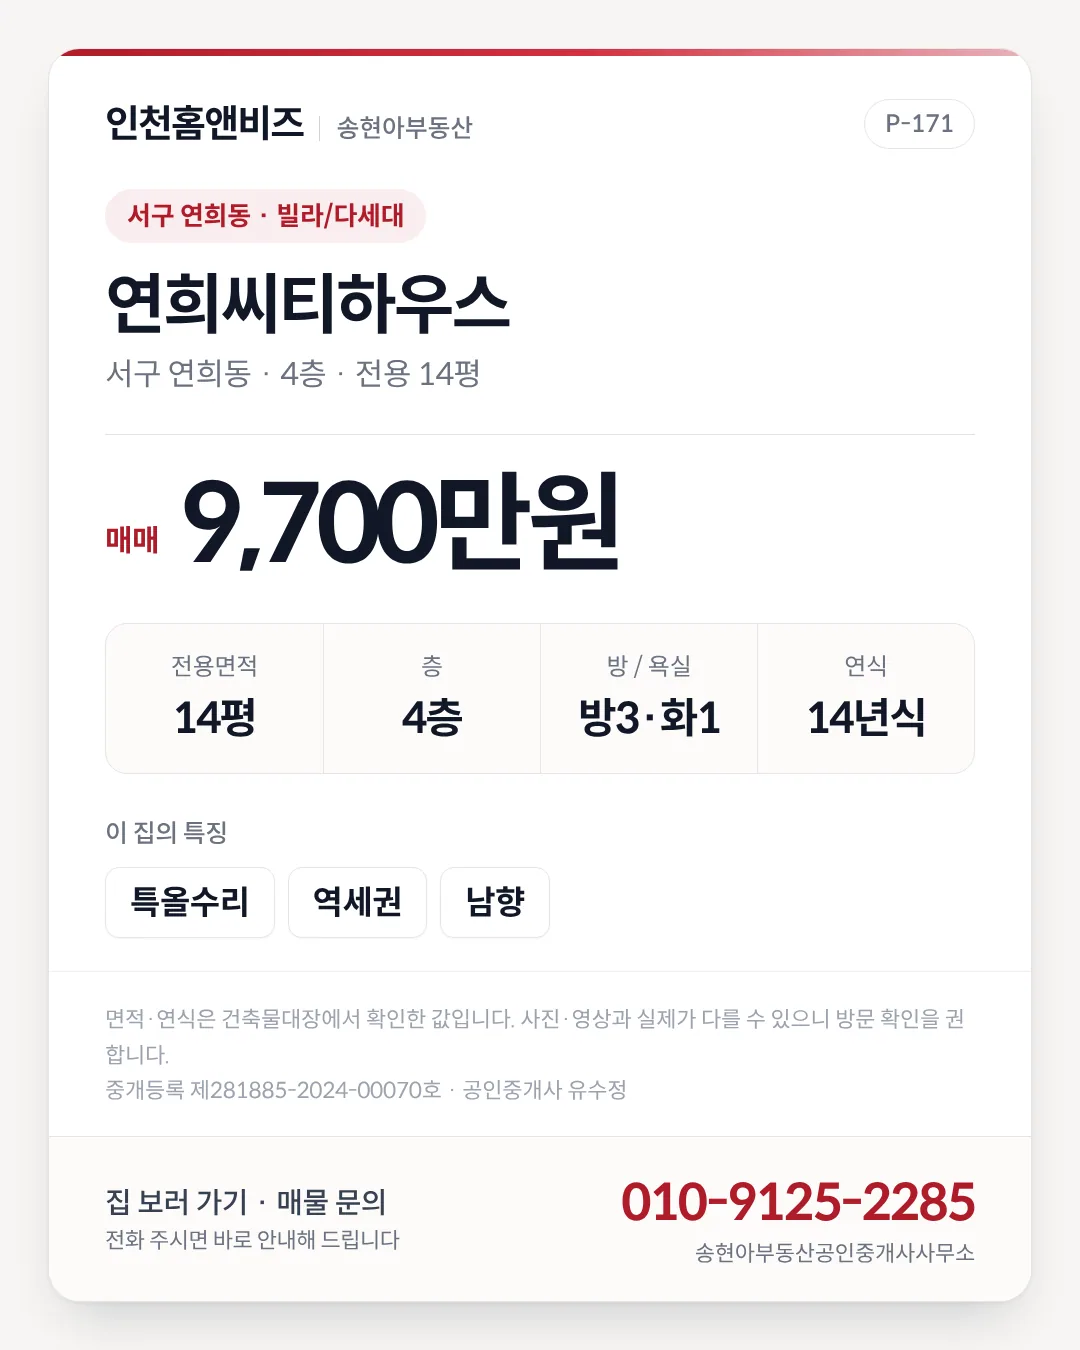 인천홈앤비즈 | 송현아부동산
P-171
서구 연희동 · 빌라/다세대
연희씨티하우스
서구 연희동 · 4층 · 전용 14평
매매 9,700만원
전용면적 층 방 / 욕실 연식
14평 4층 방3·화1 14년식
이 집의 특징
특올수리 역세권 남향
면적·연식은 건축물대장에서 확인한 값입니다. 사진·영상과 실제가 다를 수 있으니 방문 확인을 권
합니다.
중개등록 제281885-2024-00070호 · 공인중개사 유수정
집 보러 가기 · 매물 문의
전화 주시면 바로 안내해 드립니다
010-9125-2285
송현아부동산공인중개사사무소